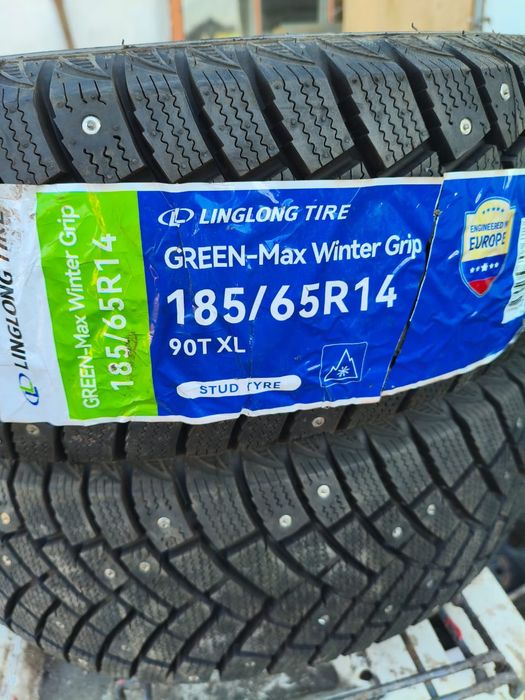 LINGLONG TIRE
GREEN-Max Winter Grip
185/65R14
LINGLONG TIRE
GREEN-Max Winter Grip
185/65R14
90T XL
STUD TYRE
ENGINEERED IN
EUROPE